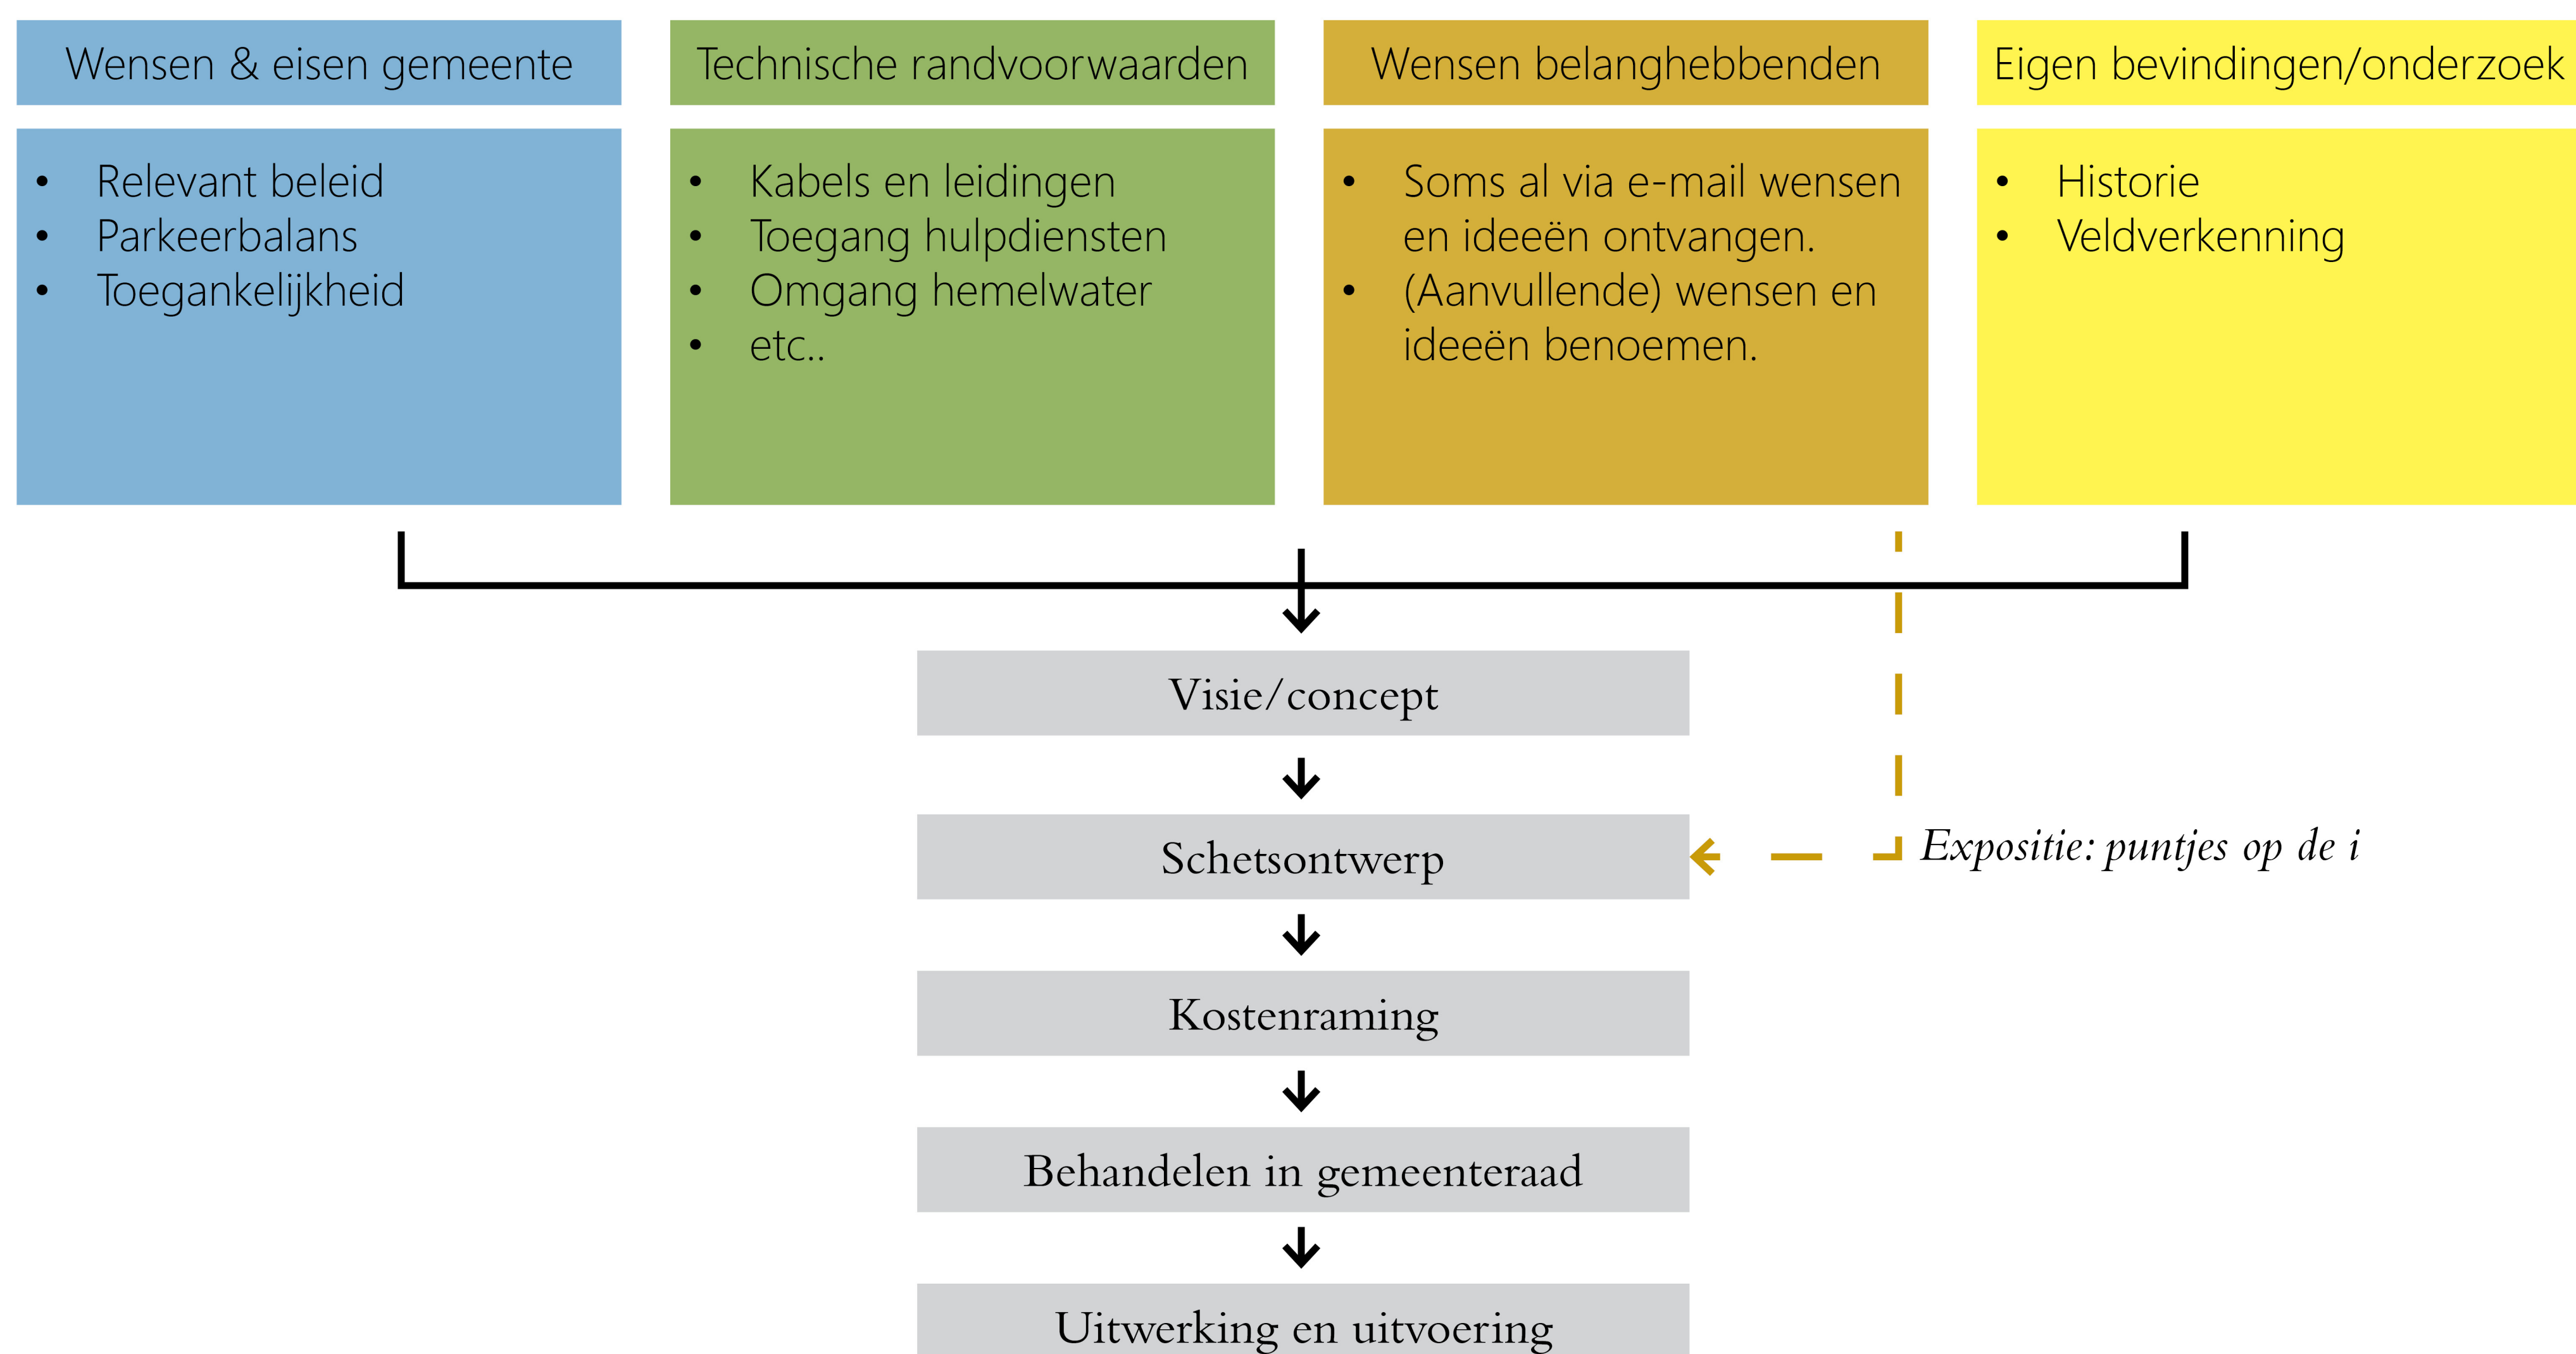 Wensen & eisen gemeente
Relevant beleid
Parkeerbalans
Toegankelijkheid
Technische randvoorwaarden
Kabels en leidingen
Toegang hulpdiensten
Omgang hemelwater
etc..
Wensen belanghebbenden
Soms al via e-mail wensen
en ideeën ontvangen.
(Aanvullende) wensen en
ideeën benoemen.
Eigen bevindingen/onderzoek
Historie
Veldverkenning
Visie/concept
Schetsontwerp
Expositie: puntjes op de i
Kostenraming
Behandelen in gemeenteraad
Uitwerking en uitvoering